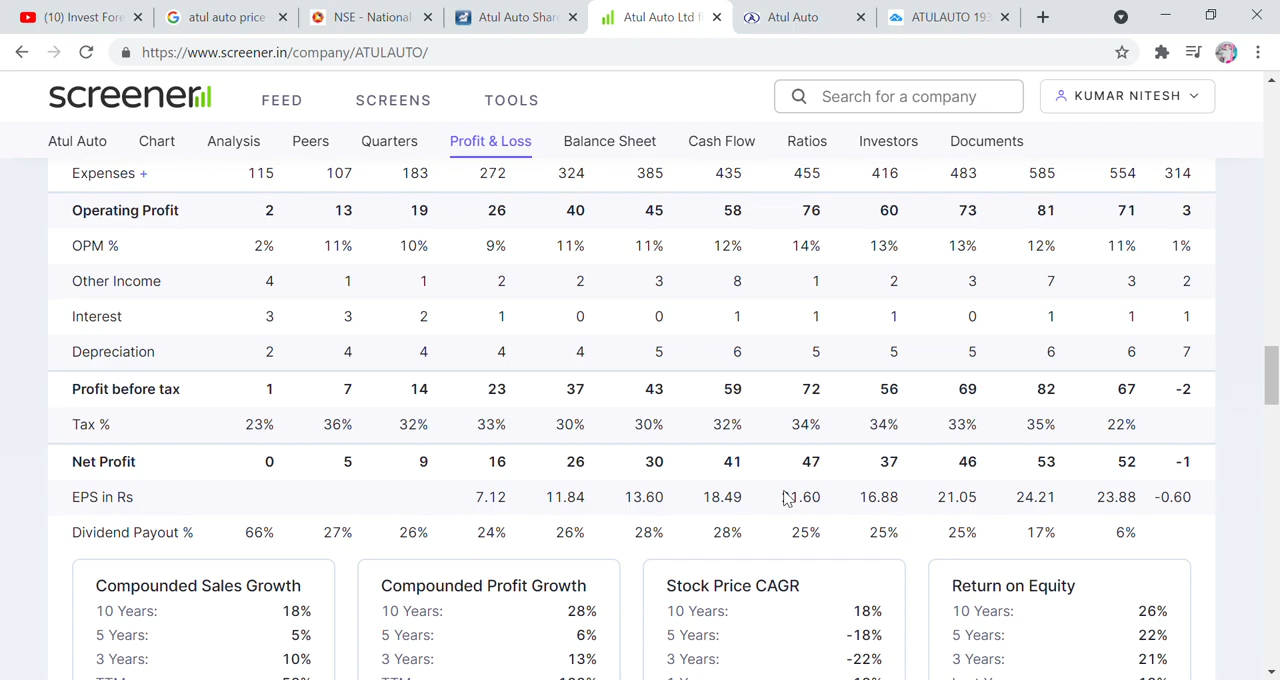 (10) Invest For
atul auto price
NSE - National
Atul Auto Shar
Atul Auto Ltd fi
Atul Auto
ATULAUTO 193
https://www.screener.in/company/ATULAUTO/
screener
FEED SCREENS TOOLS
Search for a company
KUMAR NITESH
Atul Auto Chart Analysis Peers Quarters Profit & Loss Balance Sheet Cash Flow Ratios Investors Documents
Expenses + 115 107 183 272 324 385 435 455 416 483 585 554 314
Operating Profit 2 13 19 26 40 45 58 76 60 73 81 71 3
OPM % 2% 11% 10% 9% 11% 11% 12% 14% 13% 13% 12% 11% 1%
Other Income 4 1 1 2 2 3 8 1 2 3 7 3 2
Interest 3 3 2 1 0 0 1 1 1 0 1 1 1
Depreciation 2 4 4 4 4 5 6 5 5 5 6 6 7
Profit before tax 1 7 14 23 37 43 59 72 56 69 82 67 -2
Tax % 23% 36% 32% 33% 30% 30% 32% 34% 34% 33% 35% 22%
Net Profit 0 5 9 16 26 30 41 47 37 46 53 52 -1
EPS in Rs 7.12 11.84 13.60 18.49 1.60 16.88 21.05 24.21 23.88 -0.60
Dividend Payout % 66% 27% 26% 24% 26% 28% 28% 25% 25% 25% 17% 6%
Compounded Sales Growth
10 Years: 18%
5 Years: 5%
3 Years: 10%
Compounded Profit Growth
10 Years: 28%
5 Years: 6%
3 Years: 13%
Stock Price CAGR
10 Years: 18%
5 Years: -18%
3 Years: -22%
Return on Equity
10 Years: 26%
5 Years: 22%
3 Years: 21%